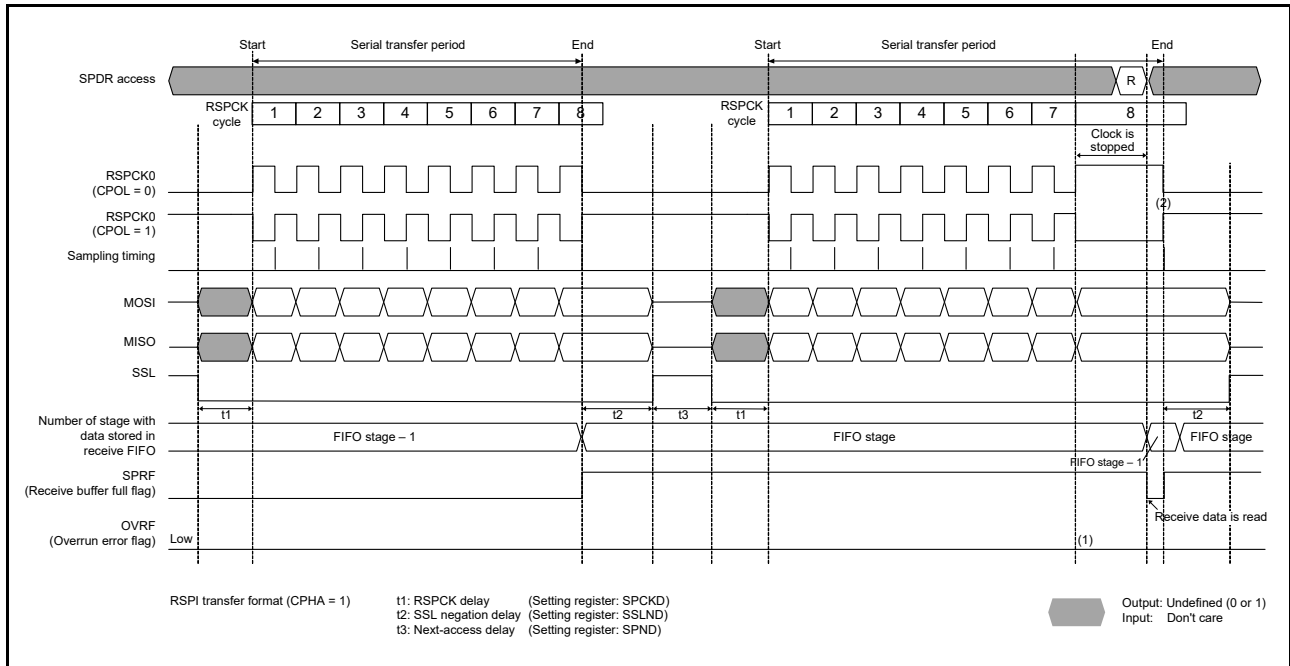 Start Serial transfer period End Start Serial transfer period End
SPDR access R
RSPCK cycle 1 2 3 4 5 6 7 8 RSPCK cycle 1 2 3 4 5 6 7 8
Clock is stopped
RSPCK0
(CPOL = 0)
(2)
RSPCK0
(CPOL = 1)
Sampling timing
MOSI
MISO
SSL
t1 t2 t3 t1 t2
Number of stage with
data stored in
receive FIFO
FIFO stage – 1 FIFO stage FIFO stage
FIFO stage – 1
SPRF
(Receive buffer full flag)
Receive data is read
OVRF
(Overrun error flag)
Low (1)
RSPI transfer format (CPHA = 1)
t1: RSPCK delay (Setting register: SPCKD)
t2: SSL negation delay (Setting register: SSLND)
t3: Next-access delay (Setting register: SPND)
Output: Undefined (0 or 1)
Input: Don't care